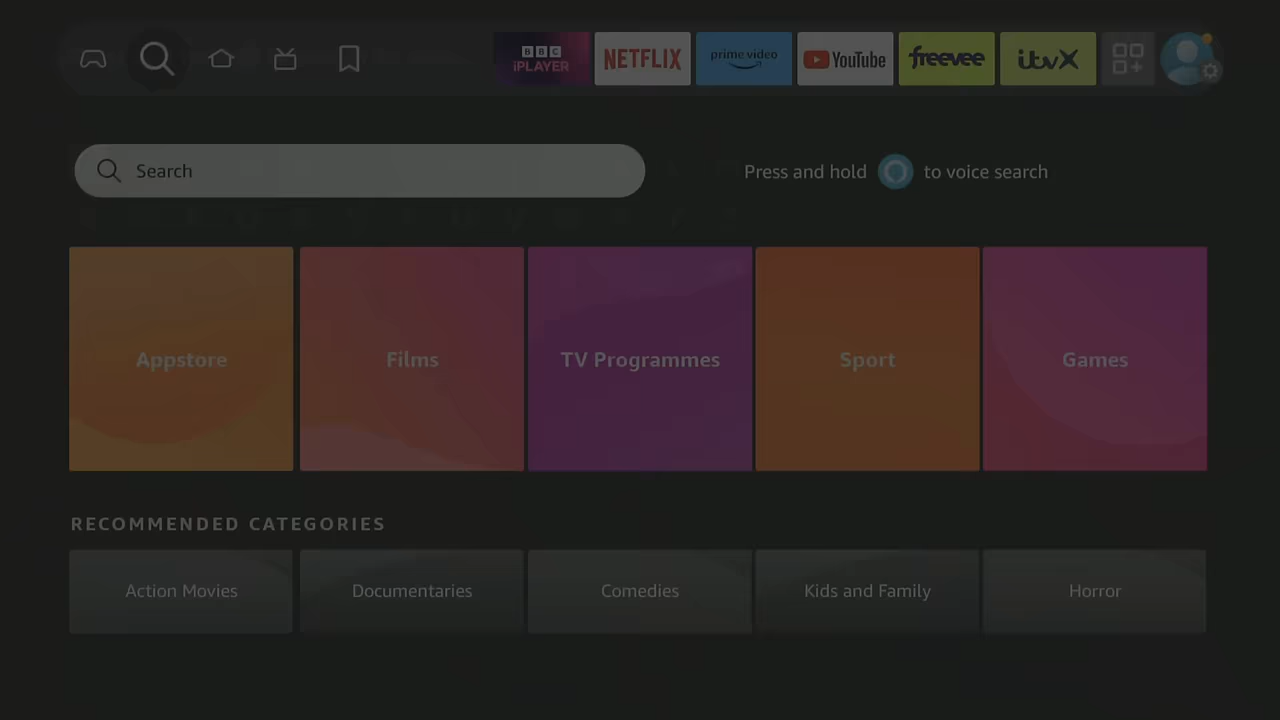 BBC
iPLAYER
NETFLIX
prime video
YouTube
freevee
itvX
Search
Press and hold to voice search
Appstore
Films
TV Programmes
Sport
Games
RECOMMENDED CATEGORIES
Action Movies
Documentaries
Comedies
Kids and Family
Horror